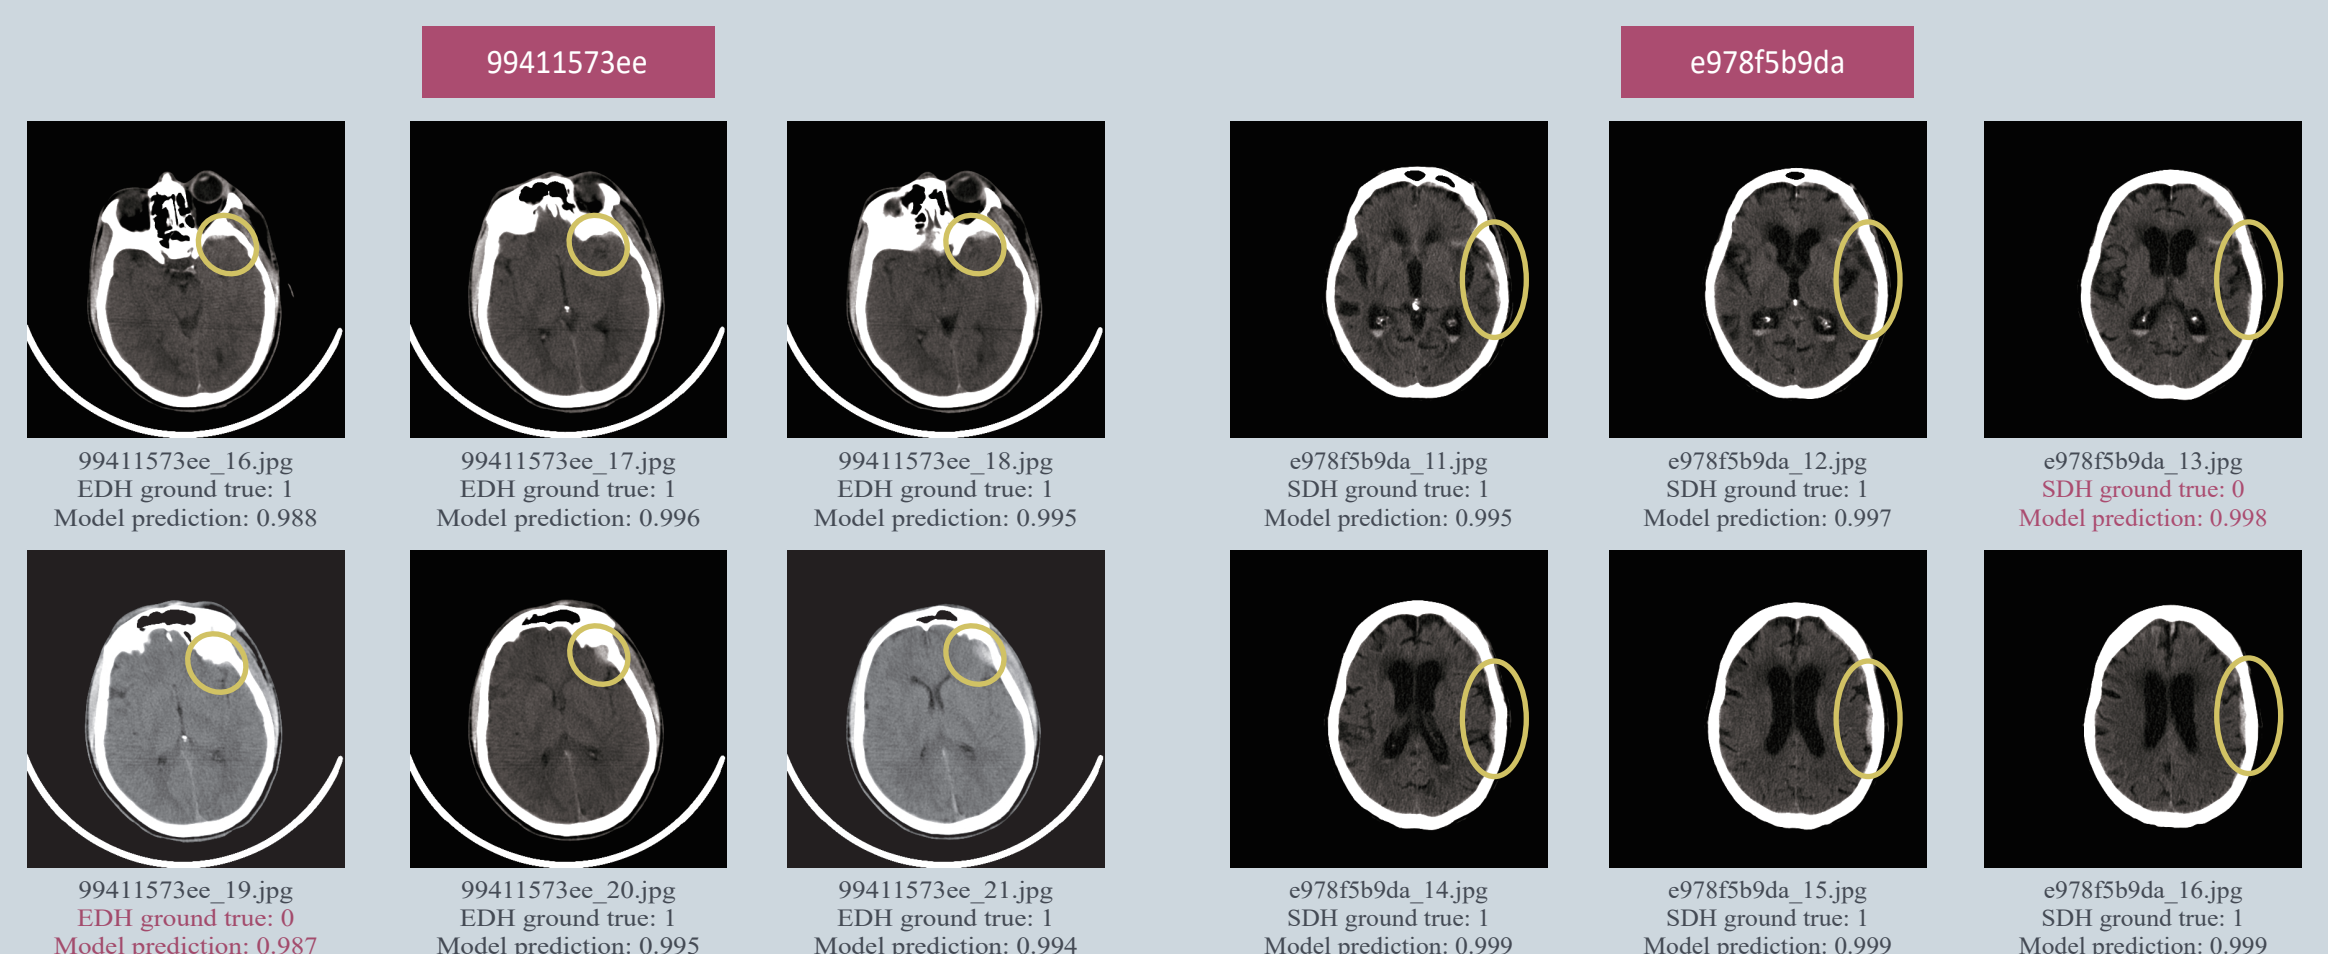 99411573ee
e978f5b9da
99411573ee_16.jpg
EDH ground true: 1
Model prediction: 0.988
99411573ee_17.jpg
EDH ground true: 1
Model prediction: 0.996
99411573ee_18.jpg
EDH ground true: 1
Model prediction: 0.995
e978f5b9da_11.jpg
SDH ground true: 1
Model prediction: 0.995
e978f5b9da_12.jpg
SDH ground true: 1
Model prediction: 0.997
e978f5b9da_13.jpg
SDH ground true: 0
Model prediction: 0.998
99411573ee_19.jpg
EDH ground true: 0
Model prediction: 0.987
99411573ee_20.jpg
EDH ground true: 1
Model prediction: 0.995
99411573ee_21.jpg
EDH ground true: 1
Model prediction: 0.994
e978f5b9da_14.jpg
SDH ground true: 1
Model prediction: 0.999
e978f5b9da_15.jpg
SDH ground true: 1
Model prediction: 0.999
e978f5b9da_16.jpg
SDH ground true: 1
Model prediction: 0.999